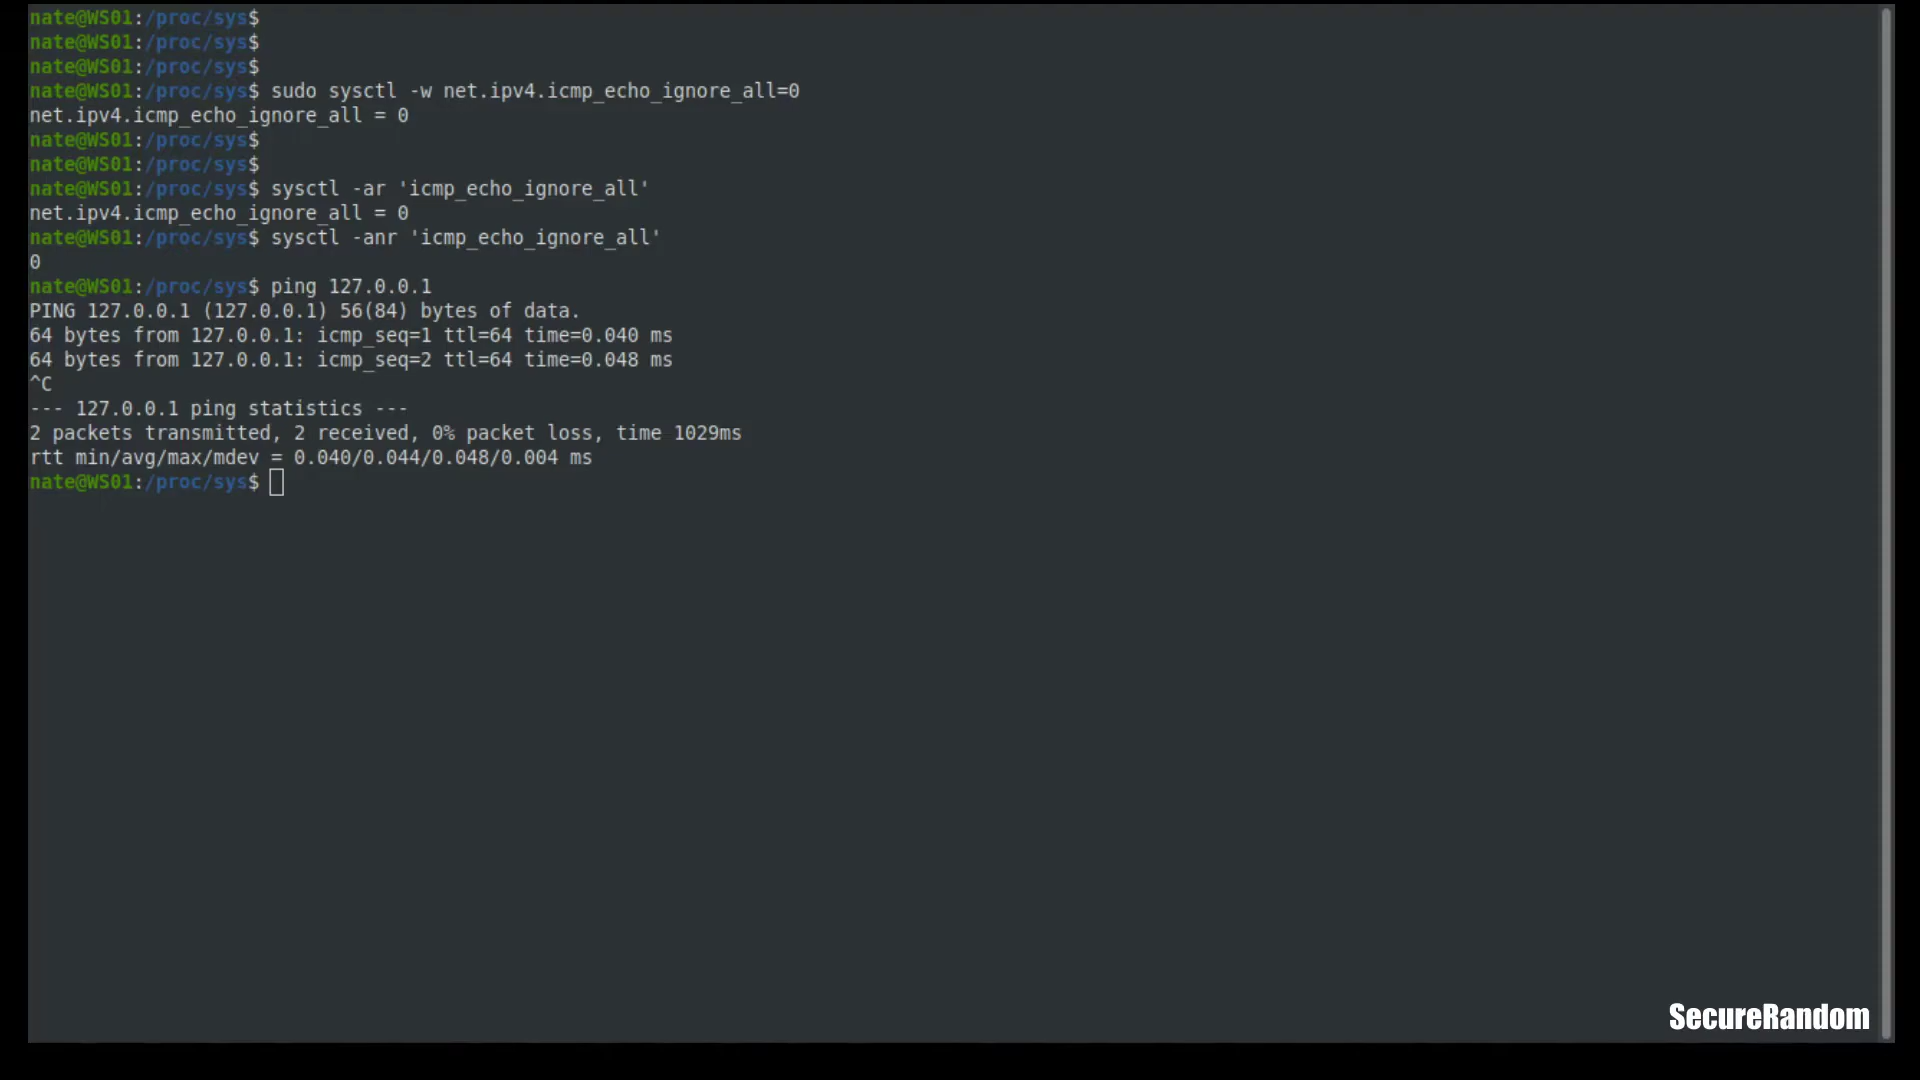 nate@WS01:/proc/sys$
nate@WS01:/proc/sys$
nate@WS01:/proc/sys$
nate@WS01:/proc/sys$ sudo sysctl -w net.ipv4.icmp_echo_ignore_all=0
net.ipv4.icmp_echo_ignore_all = 0
nate@WS01:/proc/sys$
nate@WS01:/proc/sys$
nate@WS01:/proc/sys$ sysctl -ar 'icmp_echo_ignore_all'
net.ipv4.icmp_echo_ignore_all = 0
nate@WS01:/proc/sys$ sysctl -anr 'icmp_echo_ignore_all'
0
nate@WS01:/proc/sys$ ping 127.0.0.1
PING 127.0.0.1 (127.0.0.1) 56(84) bytes of data.
64 bytes from 127.0.0.1: icmp_seq=1 ttl=64 time=0.040 ms
64 bytes from 127.0.0.1: icmp_seq=2 ttl=64 time=0.048 ms
^C
--- 127.0.0.1 ping statistics ---
2 packets transmitted, 2 received, 0% packet loss, time 1029ms
rtt min/avg/max/mdev = 0.040/0.044/0.048/0.004 ms
nate@WS01:/proc/sys$
SecureRandom